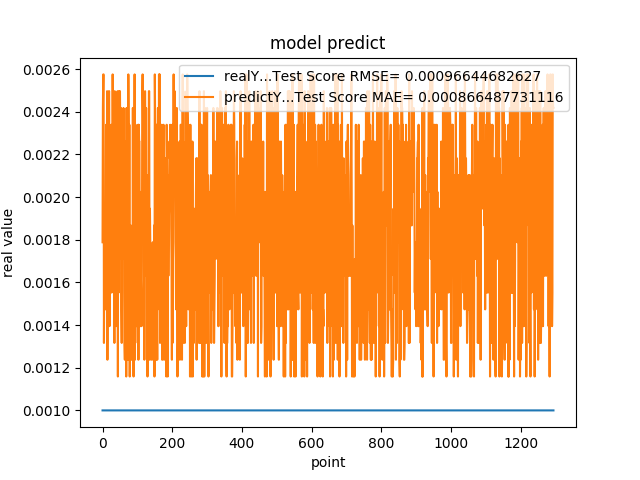 model predict
realY...Test Score RMSE= 0.00096644682627
predictY...Test Score MAE= 0.000866487731116
0.0026
0.0024
0.0022
0.0020
0.0018
0.0016
0.0014
0.0012
0.0010
real value
0 200 400 600 800 1000 1200
point